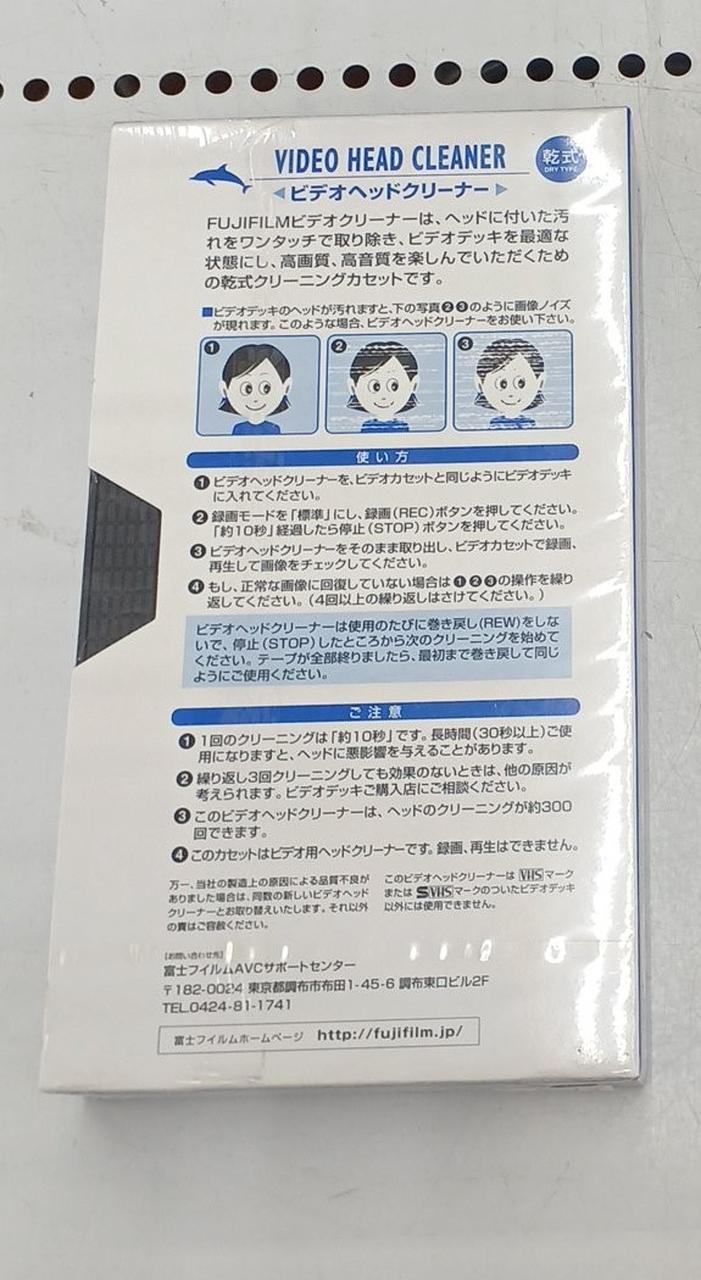 VIDEO HEAD CLEANER
乾式
DRY TYPE
ビデオヘッドクリーナー
FUJIFILMビデオクリーナーは、ヘッドに付いた汚
れをワンタッチで取り除き、ビデオデッキを最適な
状態にし、高画質、高音質を楽しんでいただくため
の乾式クリーニングカセットです。
■ビデオデッキのヘッドが汚れますと、下の写真❷❸のように画像ノイズ
が現れます。このような場合、ビデオヘッドクリーナーをお使い下さい。
❶ ❷ ❸
使い方
❶ビデオヘッドクリーナーを、ビデオカセットと同じようにビデオデッキ
に入れてください。
❷録画モードを「標準」にし、録画(REC)ボタンを押してください。
「約10秒」経過したら停止(STOP)ボタンを押してください。
❸ビデオヘッドクリーナーをそのまま取り出し、ビデオカセットで録画、
再生して画像をチェックしてください。
❹もし、正常な画像に回復していない場合は❶❷❸の操作を繰り
返してください。(4回以上の繰り返しはさけてください。)
ビデオヘッドクリーナーは使用のたびに巻き戻し(REW)をしな
いで、停止(STOP)したところから次のクリーニングを始めて
ください。テープが全部終りましたら、最初まで巻き戻して同じ
ようにご使用ください。
ご注意
❶1回のクリーニングは「約10秒」です。長時間(30秒以上)ご使
用になりますと、ヘッドに悪影響を与えることがあります。
❷繰り返し3回クリーニングしても効果のないときは、他の原因が
考えられます。ビデオデッキご購入店にご相談ください。
❸このビデオヘッドクリーナーは、ヘッドのクリーニングが約300
回できます。
❹このカセットはビデオ用ヘッドクリーナーです。録画、再生はできません。
万一、当社の製造上の原因による品質不良が
ありました場合は、同数の新しいビデオヘッド
クリーナーとお取り替えいたします。それ以外
の責はご容赦ください。
このビデオヘッドクリーナーは VHS マーク
または SVHS マークのついたビデオデッキ
以外には使用できません。
[お問い合わせ先]
富士フイルムAVCサポートセンター
〒182-0024 東京都調布市布田1-45-6 調布東口ビル2F
TEL.0424-81-1741
富士フイルムホームページ http://fujifilm.jp/